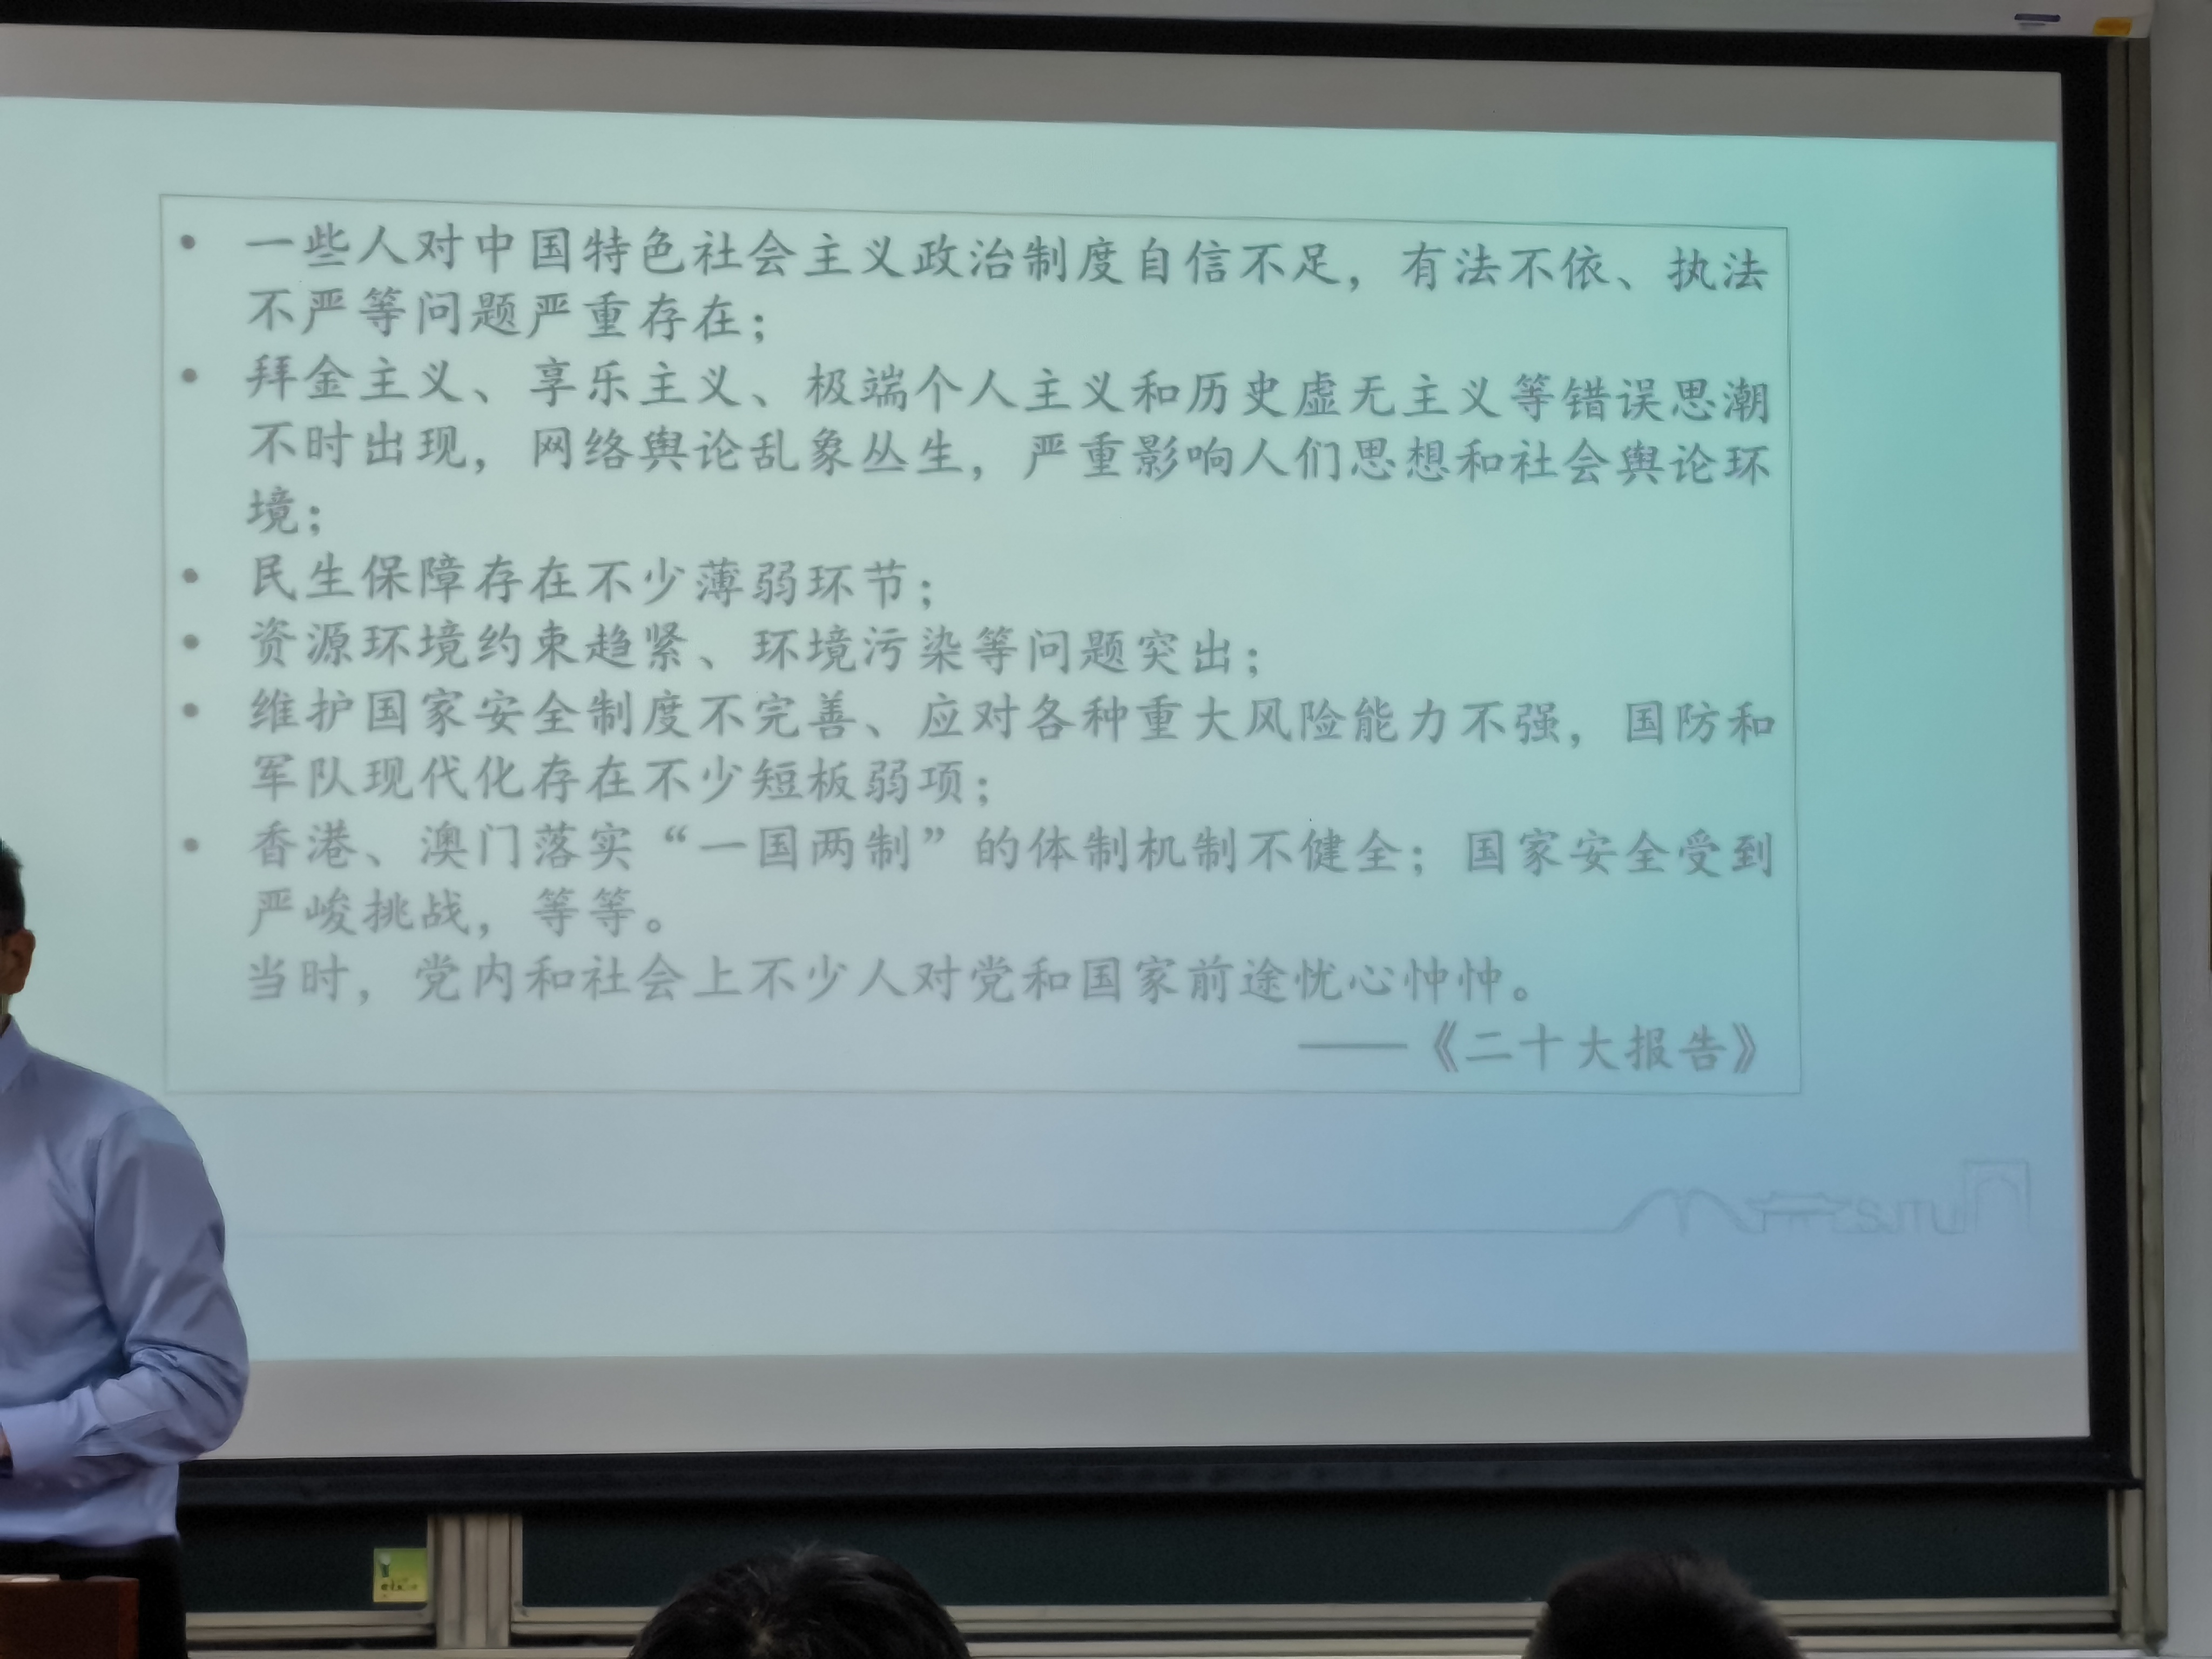 • 一些人对中国特色社会主义政治制度自信不足，有法不依、执法
不严等问题严重存在；
• 拜金主义、享乐主义、极端个人主义和历史虚无主义等错误思潮
不时出现，网络舆论乱象丛生，严重影响人们思想和社会舆论环
境；
• 民生保障存在不少薄弱环节；
• 资源环境约束趋紧、环境污染等问题突出；
• 维护国家安全制度不完善、应对各种重大风险能力不强，国防和
军队现代化存在不少短板弱项；
• 香港、澳门落实“一国两制”的体制机制不健全；国家安全受到
严峻挑战，等等。
当时，党内和社会上不少人对党和国家前途忧心忡忡。
——《二十大报告》
SJTU